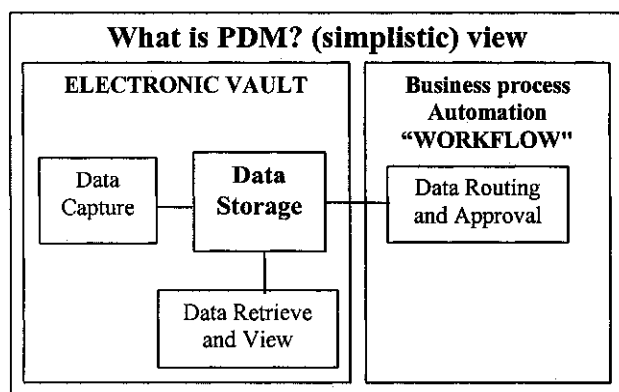 What is PDM? (simplistic) view
ELECTRONIC VAULT
Data
Capture
Data
Storage
Data Retrieve
and View
Business process
Automation
“WORKFLOW"
Data Routing
and Approval